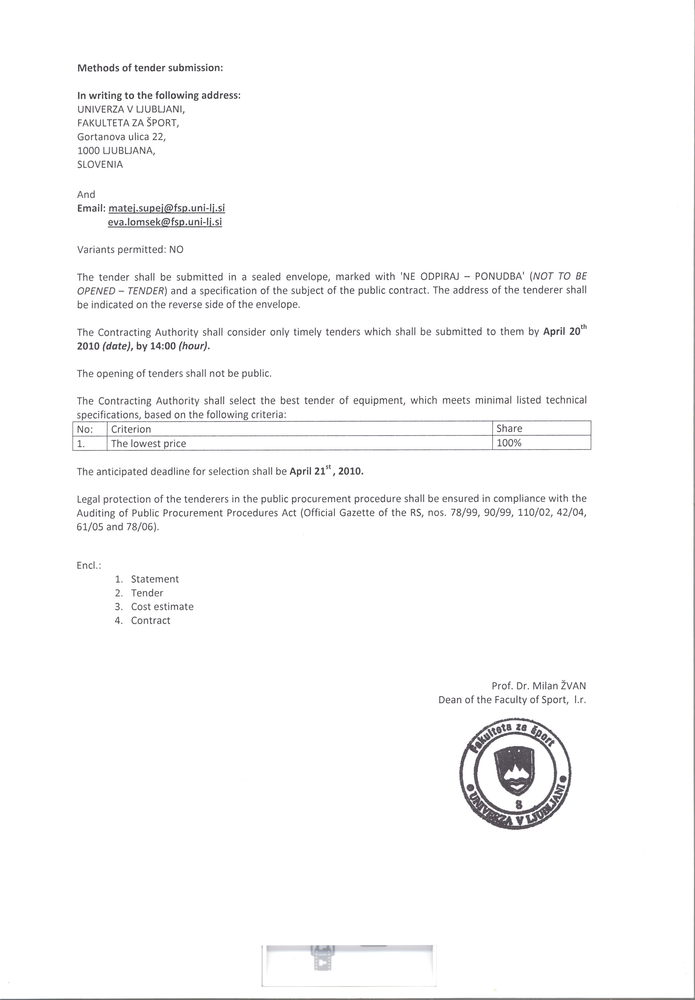 Methods of tender submission:
In writing to the following address:
UNIVERZA V LJUBLJANI,
FAKULTETA ZA ŠPORT,
Gortanova ulica 22,
1000 LJUBLJANA,
SLOVENIA
And
Email: matej.supej@fsp.uni-lj.si
eva.lomsek@fsp.uni-lj.si
Variants permitted: NO
The tender shall be submitted in a sealed envelope, marked with 'NE ODPIRAJ – PONUDBA' (NOT TO BE
OPENED – TENDER) and a specification of the subject of the public contract. The address of the tenderer shall
be indicated on the reverse side of the envelope.
The Contracting Authority shall consider only timely tenders which shall be submitted to them by April 20th
2010 (date), by 14:00 (hour).
The opening of tenders shall not be public.
The Contracting Authority shall select the best tender of equipment, which meets minimal listed technical
specifications, based on the following criteria:
No: Criterion Share
1. The lowest price 100%
The anticipated deadline for selection shall be April 21st , 2010.
Legal protection of the tenderers in the public procurement procedure shall be ensured in compliance with the
Auditing of Public Procurement Procedures Act (Official Gazette of the RS, nos. 78/99, 90/99, 110/02, 42/04,
61/05 and 78/06).
Encl.:
1. Statement
2. Tender
3. Cost estimate
4. Contract
Prof. Dr. Milan ŽVAN
Dean of the Faculty of Sport, l.r.
Fakulteta za šport
8
UNIVERZA V LJUBLJANI